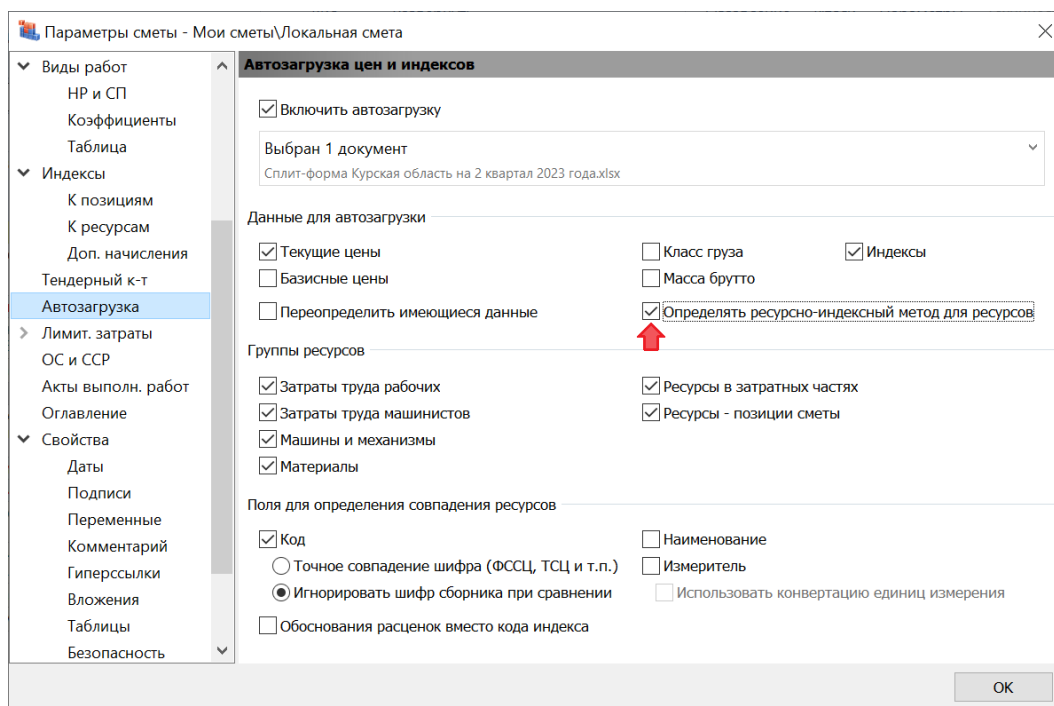 Параметры сметы - Мои сметы\Локальная смета
Виды работ
НР и СП
Коэффициенты
Таблица
Индексы
К позициям
К ресурсам
Доп. начисления
Тендерный к-т
Автозагрузка
Лимит. затраты
ОС и ССР
Акты выполн. работ
Оглавление
Свойства
Даты
Подписи
Переменные
Комментарий
Гиперссылки
Вложения
Таблицы
Безопасность
Автозагрузка цен и индексов
Включить автозагрузку
Выбран 1 документ
Сплит-форма Курская область на 2 квартал 2023 года.xlsx
Данные для автозагрузки
Текущие цены Класс груза Индексы
Базисные цены Масса брутто
Переопределить имеющиеся данные Определять ресурсно-индексный метод для ресурсов
Группы ресурсов
Затраты труда рабочих Ресурсы в затратных частях
Затраты труда машинистов Ресурсы - позиции сметы
Машины и механизмы
Материалы
Поля для определения совпадения ресурсов
Код Наименование
Точное совпадение шифра (ФССЦ, ТСЦ и т.п.) Измеритель
Игнорировать шифр сборника при сравнении Использовать конвертацию единиц измерения
Обоснования расценок вместо кода индекса
ОК